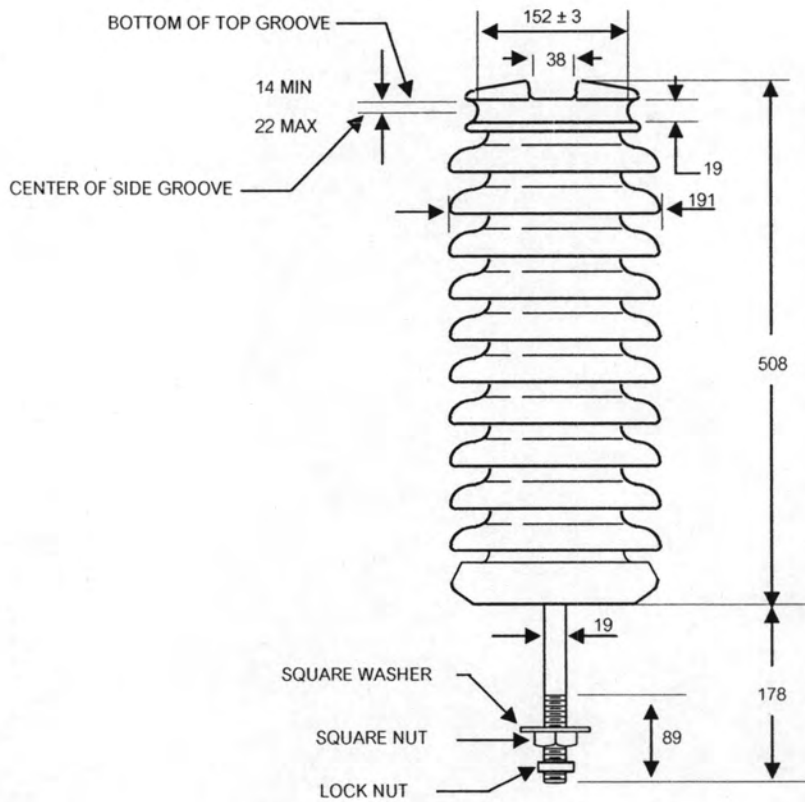 152 ± 3
BOTTOM OF TOP GROOVE
38
14 MIN
22 MAX
19
CENTER OF SIDE GROOVE
191
508
19
SQUARE WASHER
178
SQUARE NUT
89
LOCK NUT